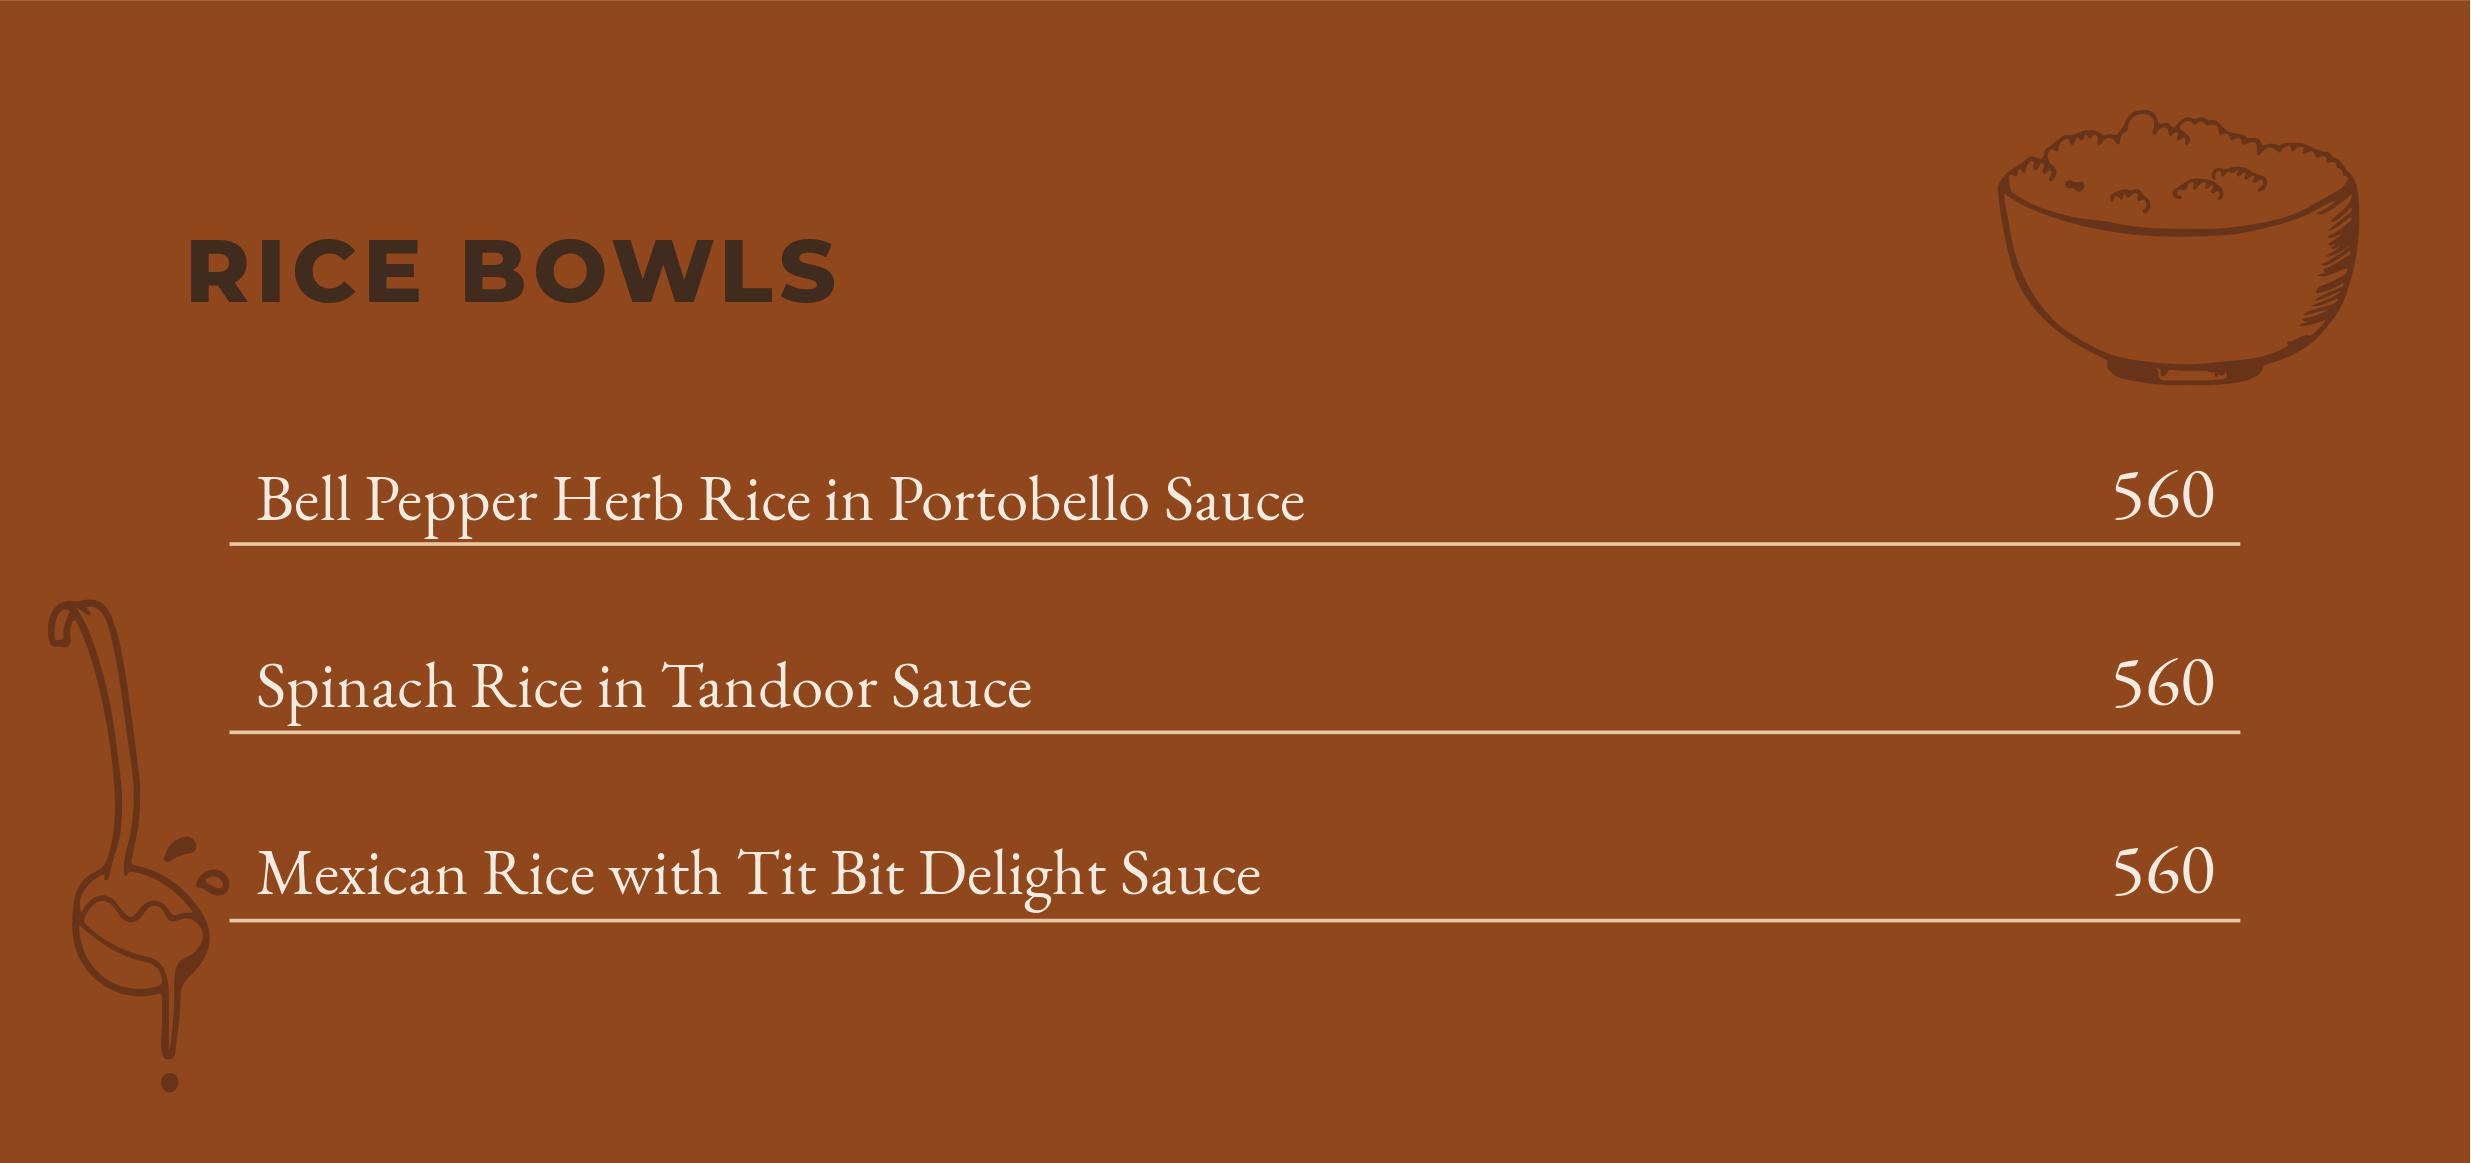 RICE BOWLS
Bell Pepper Herb Rice in Portobello Sauce 560
Spinach Rice in Tandoor Sauce 560
Mexican Rice with Tit Bit Delight Sauce 560